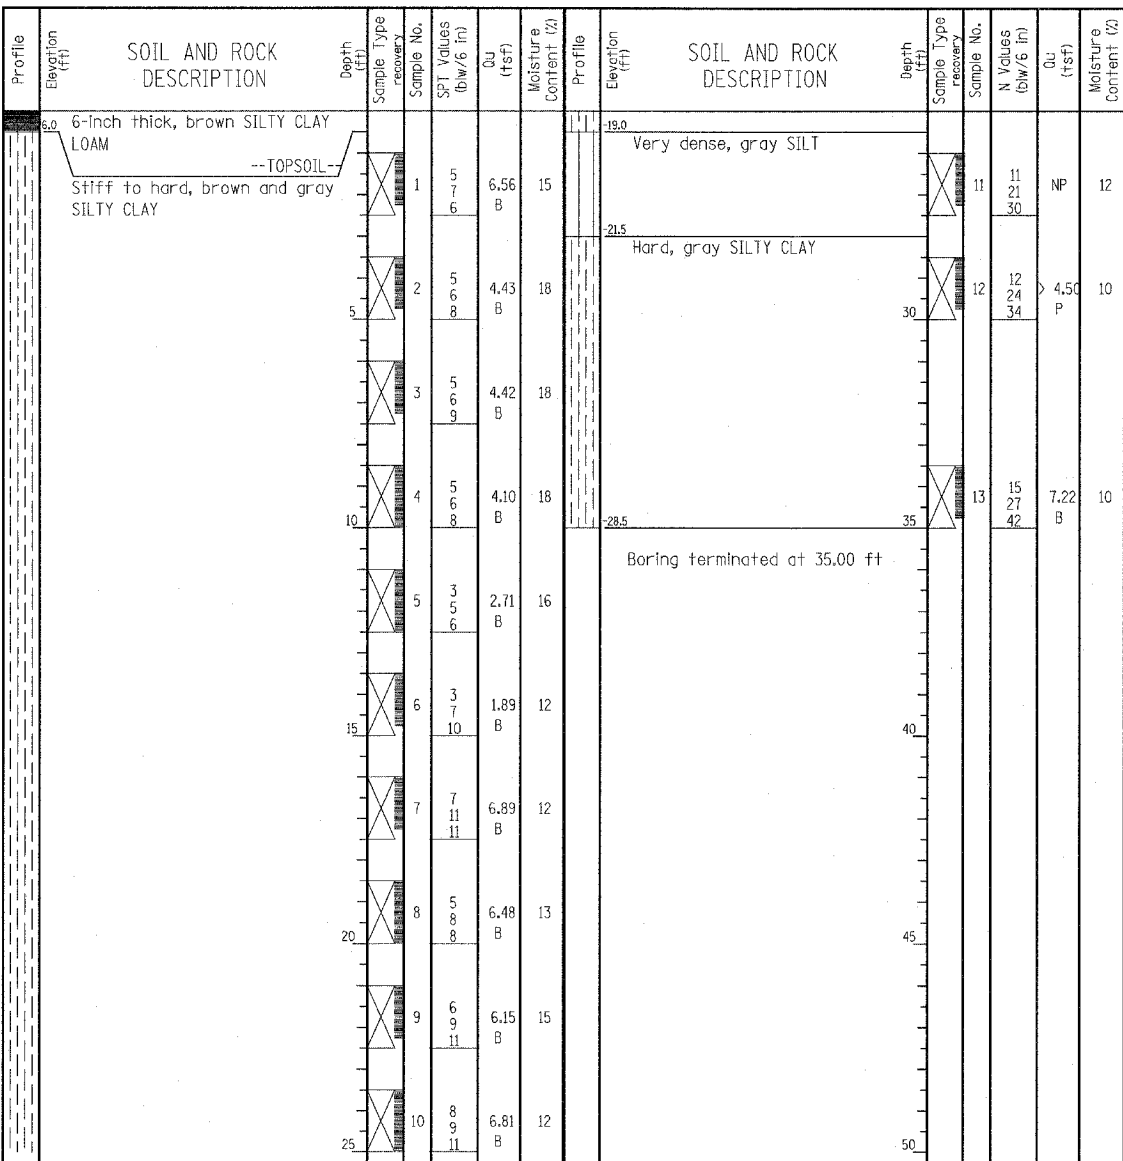 Profile
Elevation (ft)
SOIL AND ROCK DESCRIPTION
Depth (ft)
Sample Type recovery
Sample No.
SPT Values (blw/6 in)
Qu (tsf)
Moisture Content (%)
6.0 6-inch thick, brown SILTY CLAY
LOAM
--TOPSOIL--
Stiff to hard, brown and gray
SILTY CLAY
1 5 7 6 6.56 B 15
2 5 6 8 4.43 B 18
5
3 5 6 9 4.42 B 18
4 5 6 8 4.10 B 18
10
5 3 5 6 2.71 B 16
6 3 7 10 1.89 B 12
15
7 7 11 11 6.89 B 12
8 5 8 8 6.48 B 13
20
9 6 9 11 6.15 B 15
10 8 9 11 6.81 B 12
25
Profile
Elevation (ft)
SOIL AND ROCK DESCRIPTION
Depth (ft)
Sample Type recovery
Sample No.
N Values (blw/6 in)
Qu (tsf)
Moisture Content (%)
-19.0
Very dense, gray SILT
11 11 21 30 NP 12
-21.5
Hard, gray SILTY CLAY
12 12 24 34 > 4.50 P 10
30
13 15 27 42 7.22 B 10
-28.5 35
Boring terminated at 35.00 ft
40
45
50